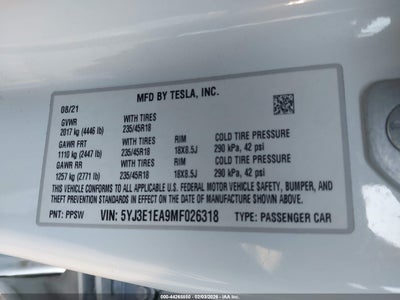 MFD BY TESLA, INC.
08/21
GVWR WITH TIRES
2017 kg (4446 lb) 235/45R18
GAWR FRT WITH TIRES RIM COLD TIRE PRESSURE
1110 kg (2447 lb) 235/45R18 18X8.5J 290 kPa, 42 psi
GAWR RR WITH TIRES RIM COLD TIRE PRESSURE
1257 kg (2771 lb) 235/45R18 18X8.5J 290 kPa, 42 psi
THIS VEHICLE CONFORMS TO ALL APPLICABLE U.S. FEDERAL MOTOR VEHICLE SAFETY, BUMPER,
AND THEFT PREVENTION STANDARDS IN EFFECT ON THE DATE OF MANUFACTURE SHOWN ABOVE.
PNT: PPSW VIN: 5YJ3E1EA9MF026318 TYPE: PASSENGER CAR